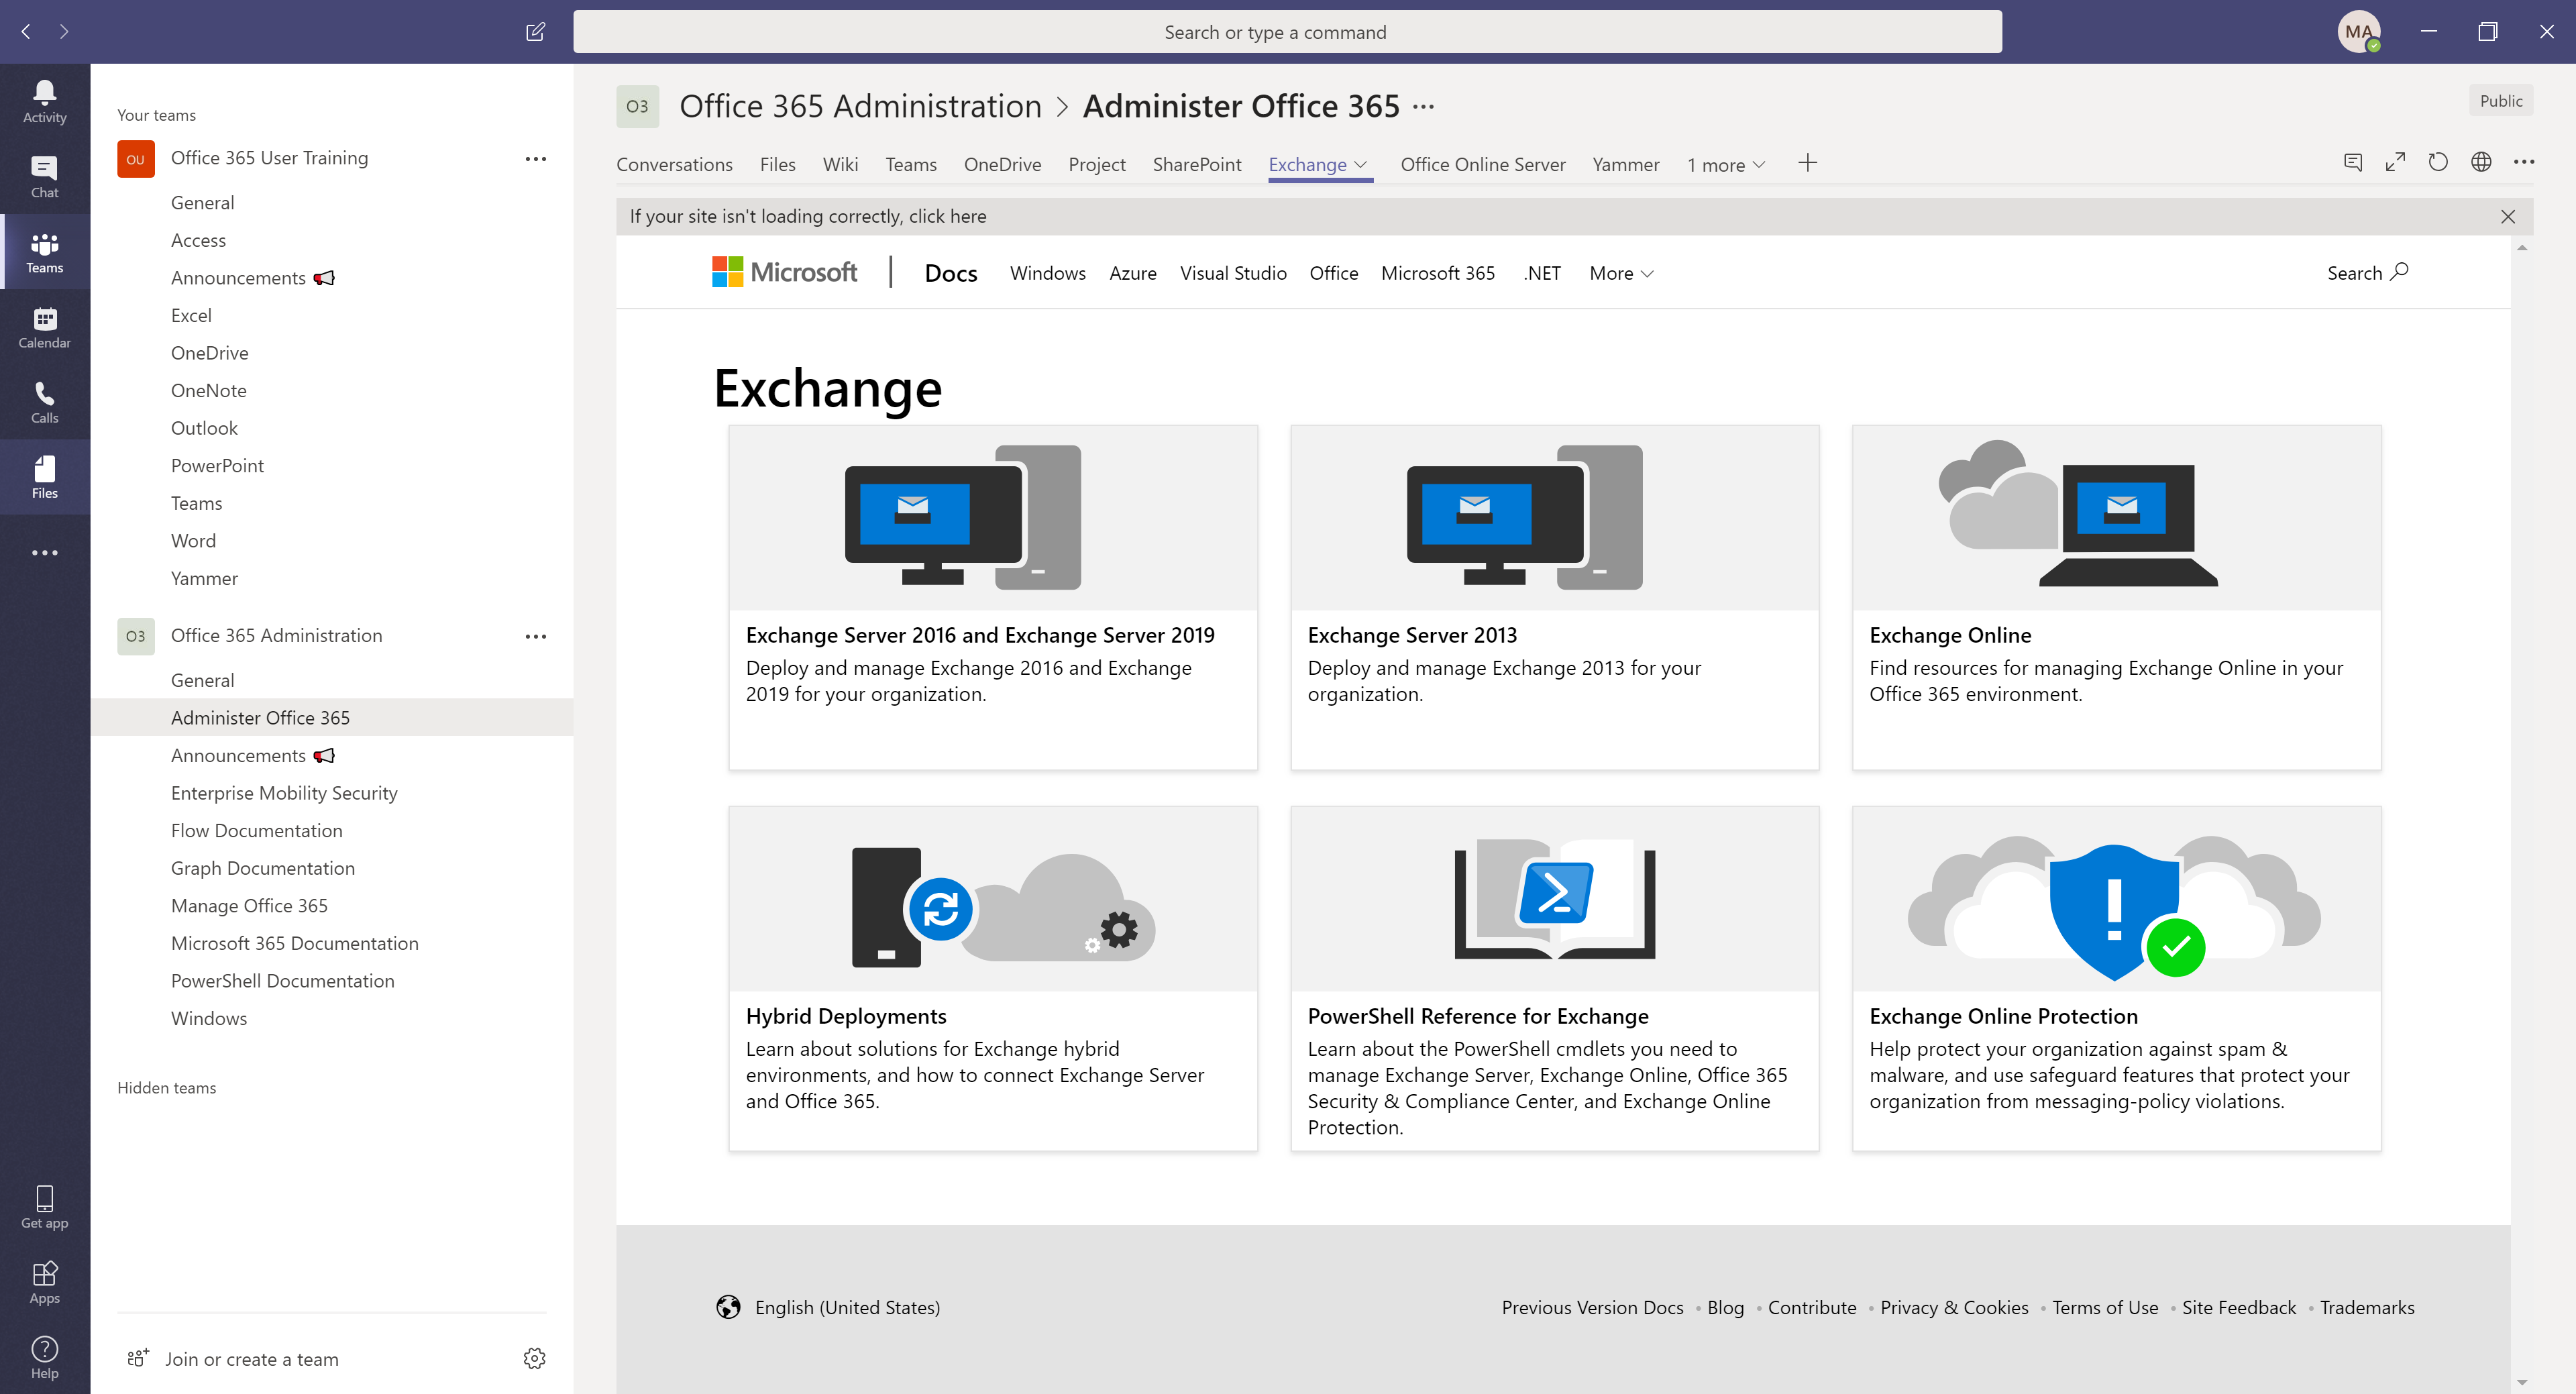 Search or type a command
MA
Activity
Chat
Teams
Calendar
Calls
Files
Get app
Apps
Help
Your teams
OU Office 365 User Training
General
Access
Announcements
Excel
OneDrive
OneNote
Outlook
PowerPoint
Teams
Word
Yammer
O3 Office 365 Administration
General
Administer Office 365
Announcements
Enterprise Mobility Security
Flow Documentation
Graph Documentation
Manage Office 365
Microsoft 365 Documentation
PowerShell Documentation
Windows
Hidden teams
Join or create a team
O3 Office 365 Administration > Administer Office 365 ···
Public
Conversations Files Wiki Teams OneDrive Project SharePoint Exchange Office Online Server Yammer 1 more
If your site isn't loading correctly, click here
Microsoft | Docs Windows Azure Visual Studio Office Microsoft 365 .NET More Search
Exchange
Exchange Server 2016 and Exchange Server 2019
Deploy and manage Exchange 2016 and Exchange
2019 for your organization.
Exchange Server 2013
Deploy and manage Exchange 2013 for your
organization.
Exchange Online
Find resources for managing Exchange Online in your
Office 365 environment.
Hybrid Deployments
Learn about solutions for Exchange hybrid
environments, and how to connect Exchange Server
and Office 365.
PowerShell Reference for Exchange
Learn about the PowerShell cmdlets you need to
manage Exchange Server, Exchange Online, Office 365
Security & Compliance Center, and Exchange Online
Protection.
Exchange Online Protection
Help protect your organization against spam &
malware, and use safeguard features that protect your
organization from messaging-policy violations.
English (United States)
Previous Version Docs • Blog • Contribute • Privacy & Cookies • Terms of Use • Site Feedback • Trademarks